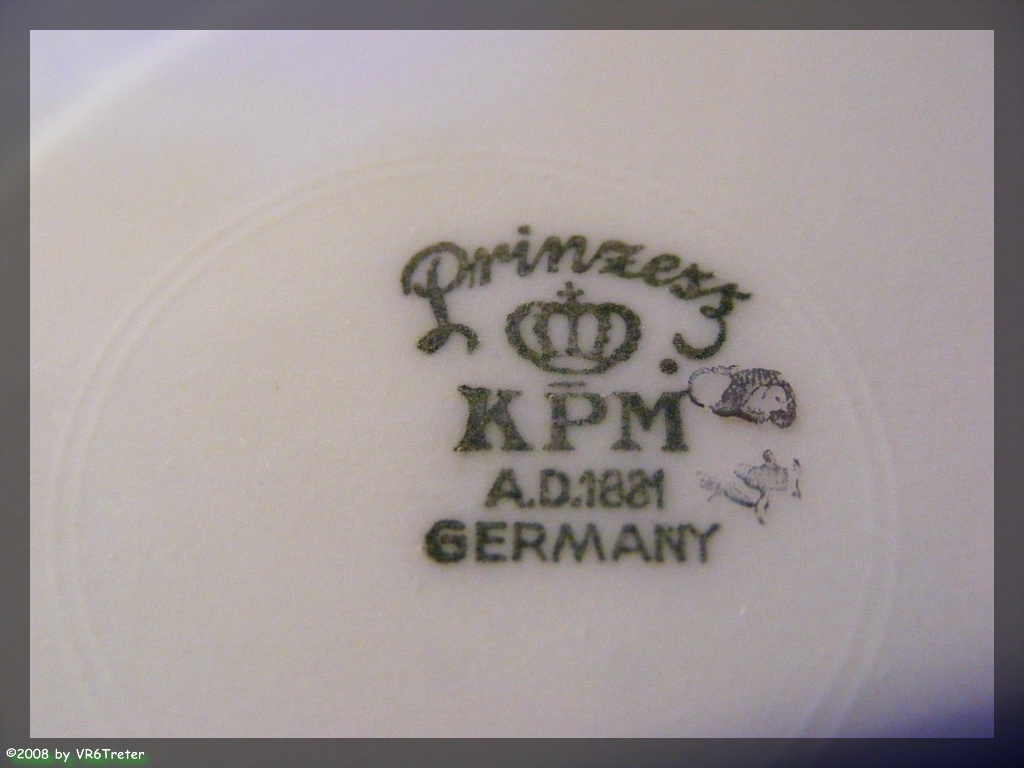 Prinzess
KPM
A.D.1881
GERMANY
©2008 by VR6Treter